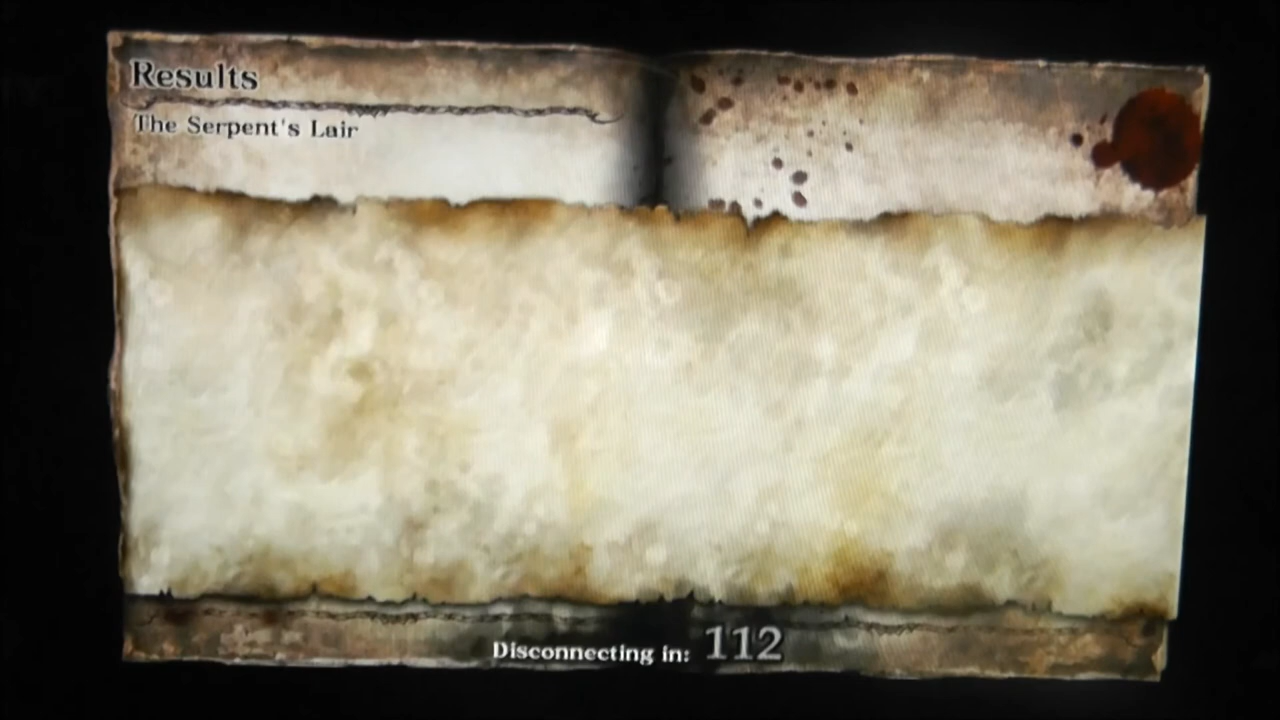 Results
The Serpent's Lair
Disconnecting in: 112